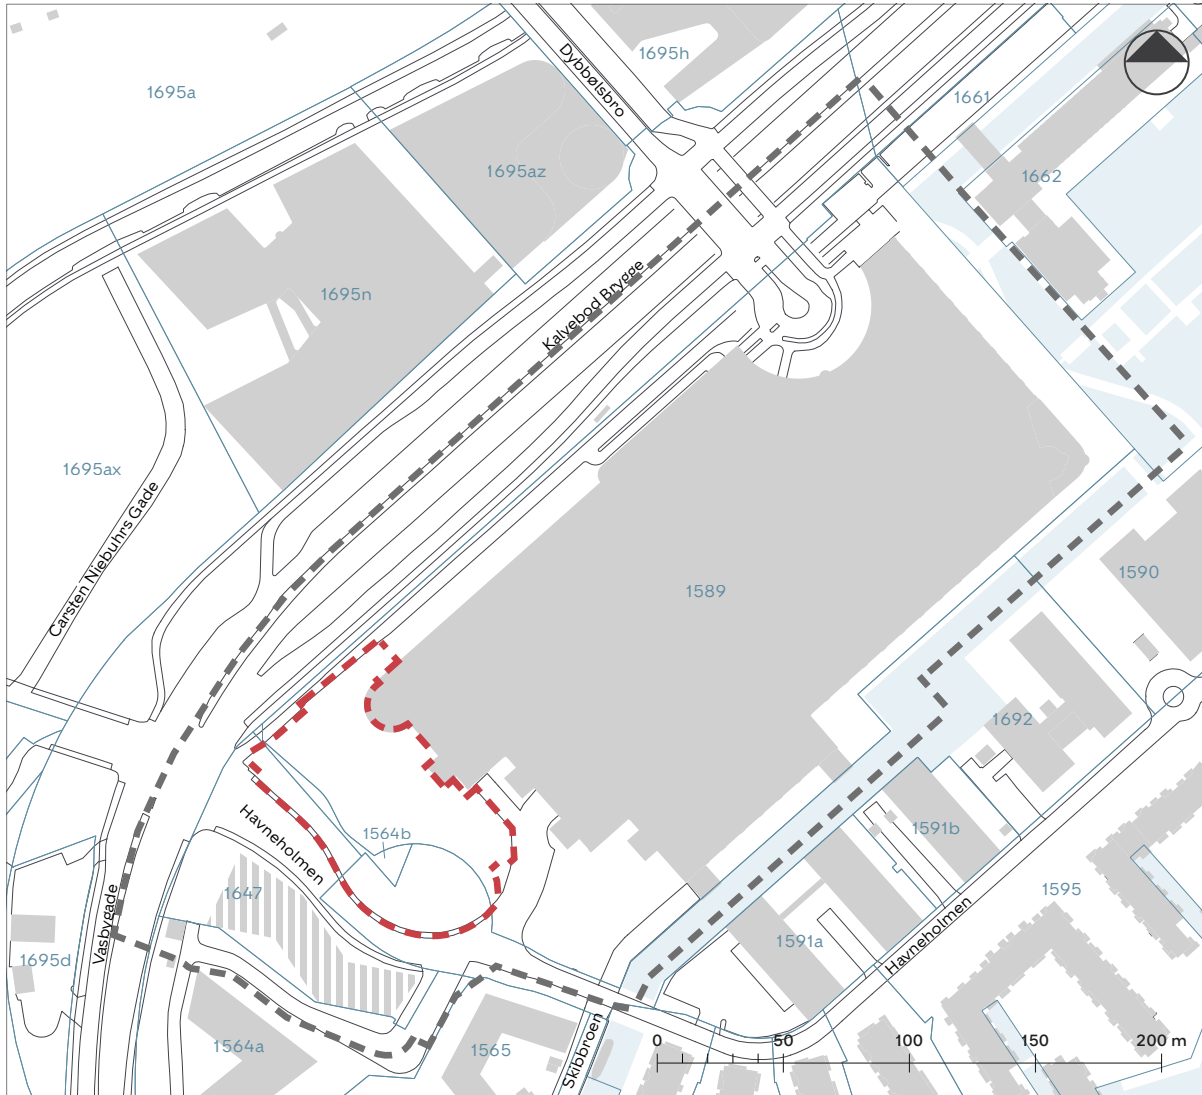 1695h
Dybbølsbro
1695a
1661
1695az
1662
1695n
Kalvebod Brygge
1695ax
Carsten Niebuhrs Gade
1589
1590
1692
Havneholmen
1564b
1591b
1647
1595
Vasbygade
1591a
Havneholmen
1695d
1564a
1565
Skibbroen
0 50 100 150 200 m